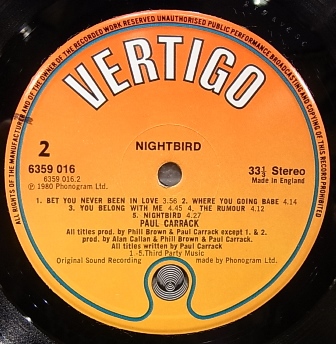 ALL RIGHTS OF THE MANUFACTURER AND OF THE OWNER OF THE RECORDED WORK RESERVED UNAUTHORISED PUBLIC PERFORMANCE BROADCASTING AND COPYING OF THIS RECORD PROHIBITED
VERTIGO
NIGHTBIRD
2
6359 016
6359 016.2
℗ 1980 Phonogram Ltd.
33⅓ Stereo
Made in England
1. BET YOU NEVER BEEN IN LOVE 3.56 2. WHERE YOU GOING BABE 4.14
3. YOU BELONG WITH ME 4.45 4. THE RUMOUR 4.12
5. NIGHTBIRD 4.27
PAUL CARRACK
All titles prod. by Phill Brown & Paul Carrack except 1. & 2.
prod. by Alan Callan & Phill Brown & Paul Carrack.
All titles written by Paul Carrack
1.-5. Third Party Music
Original Sound Recording made by Phonogram Ltd.